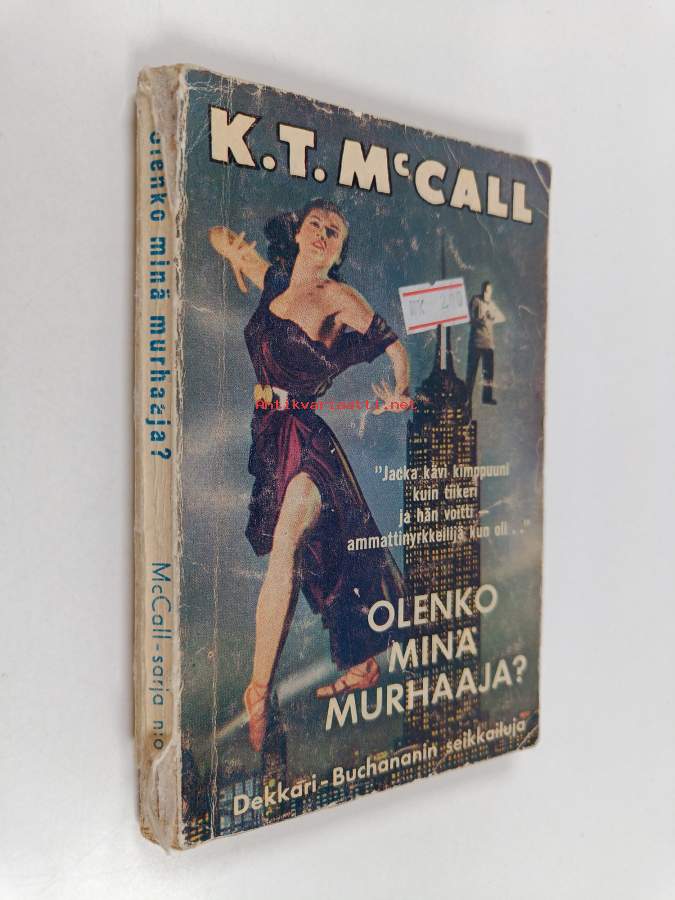 K.T. McCALL
"Jacka kävi kimppuuni
kuin tiikeri
ja hän voitti —
ammattinyrkkeilijä kun oli . ."
OLENKO
MINÄ
MURHAAJA?
Dekkari-Buchananin seikkailuja
Olenko minä murhaaja?
McCall-sarja n:o
Antikvariaatti.net